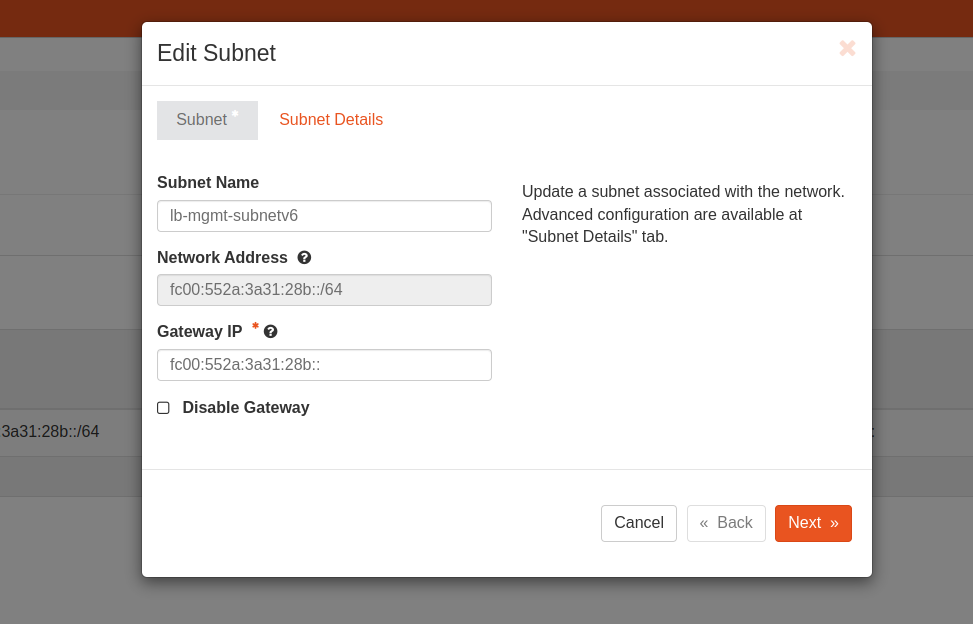 Edit Subnet
Subnet *
Subnet Details
Subnet Name
lb-mgmt-subnetv6
Update a subnet associated with the network.
Advanced configuration are available at
"Subnet Details" tab.
Network Address
fc00:552a:3a31:28b::/64
Gateway IP *
fc00:552a:3a31:28b::
Disable Gateway
3a31:28b::/64
Cancel
« Back
Next »